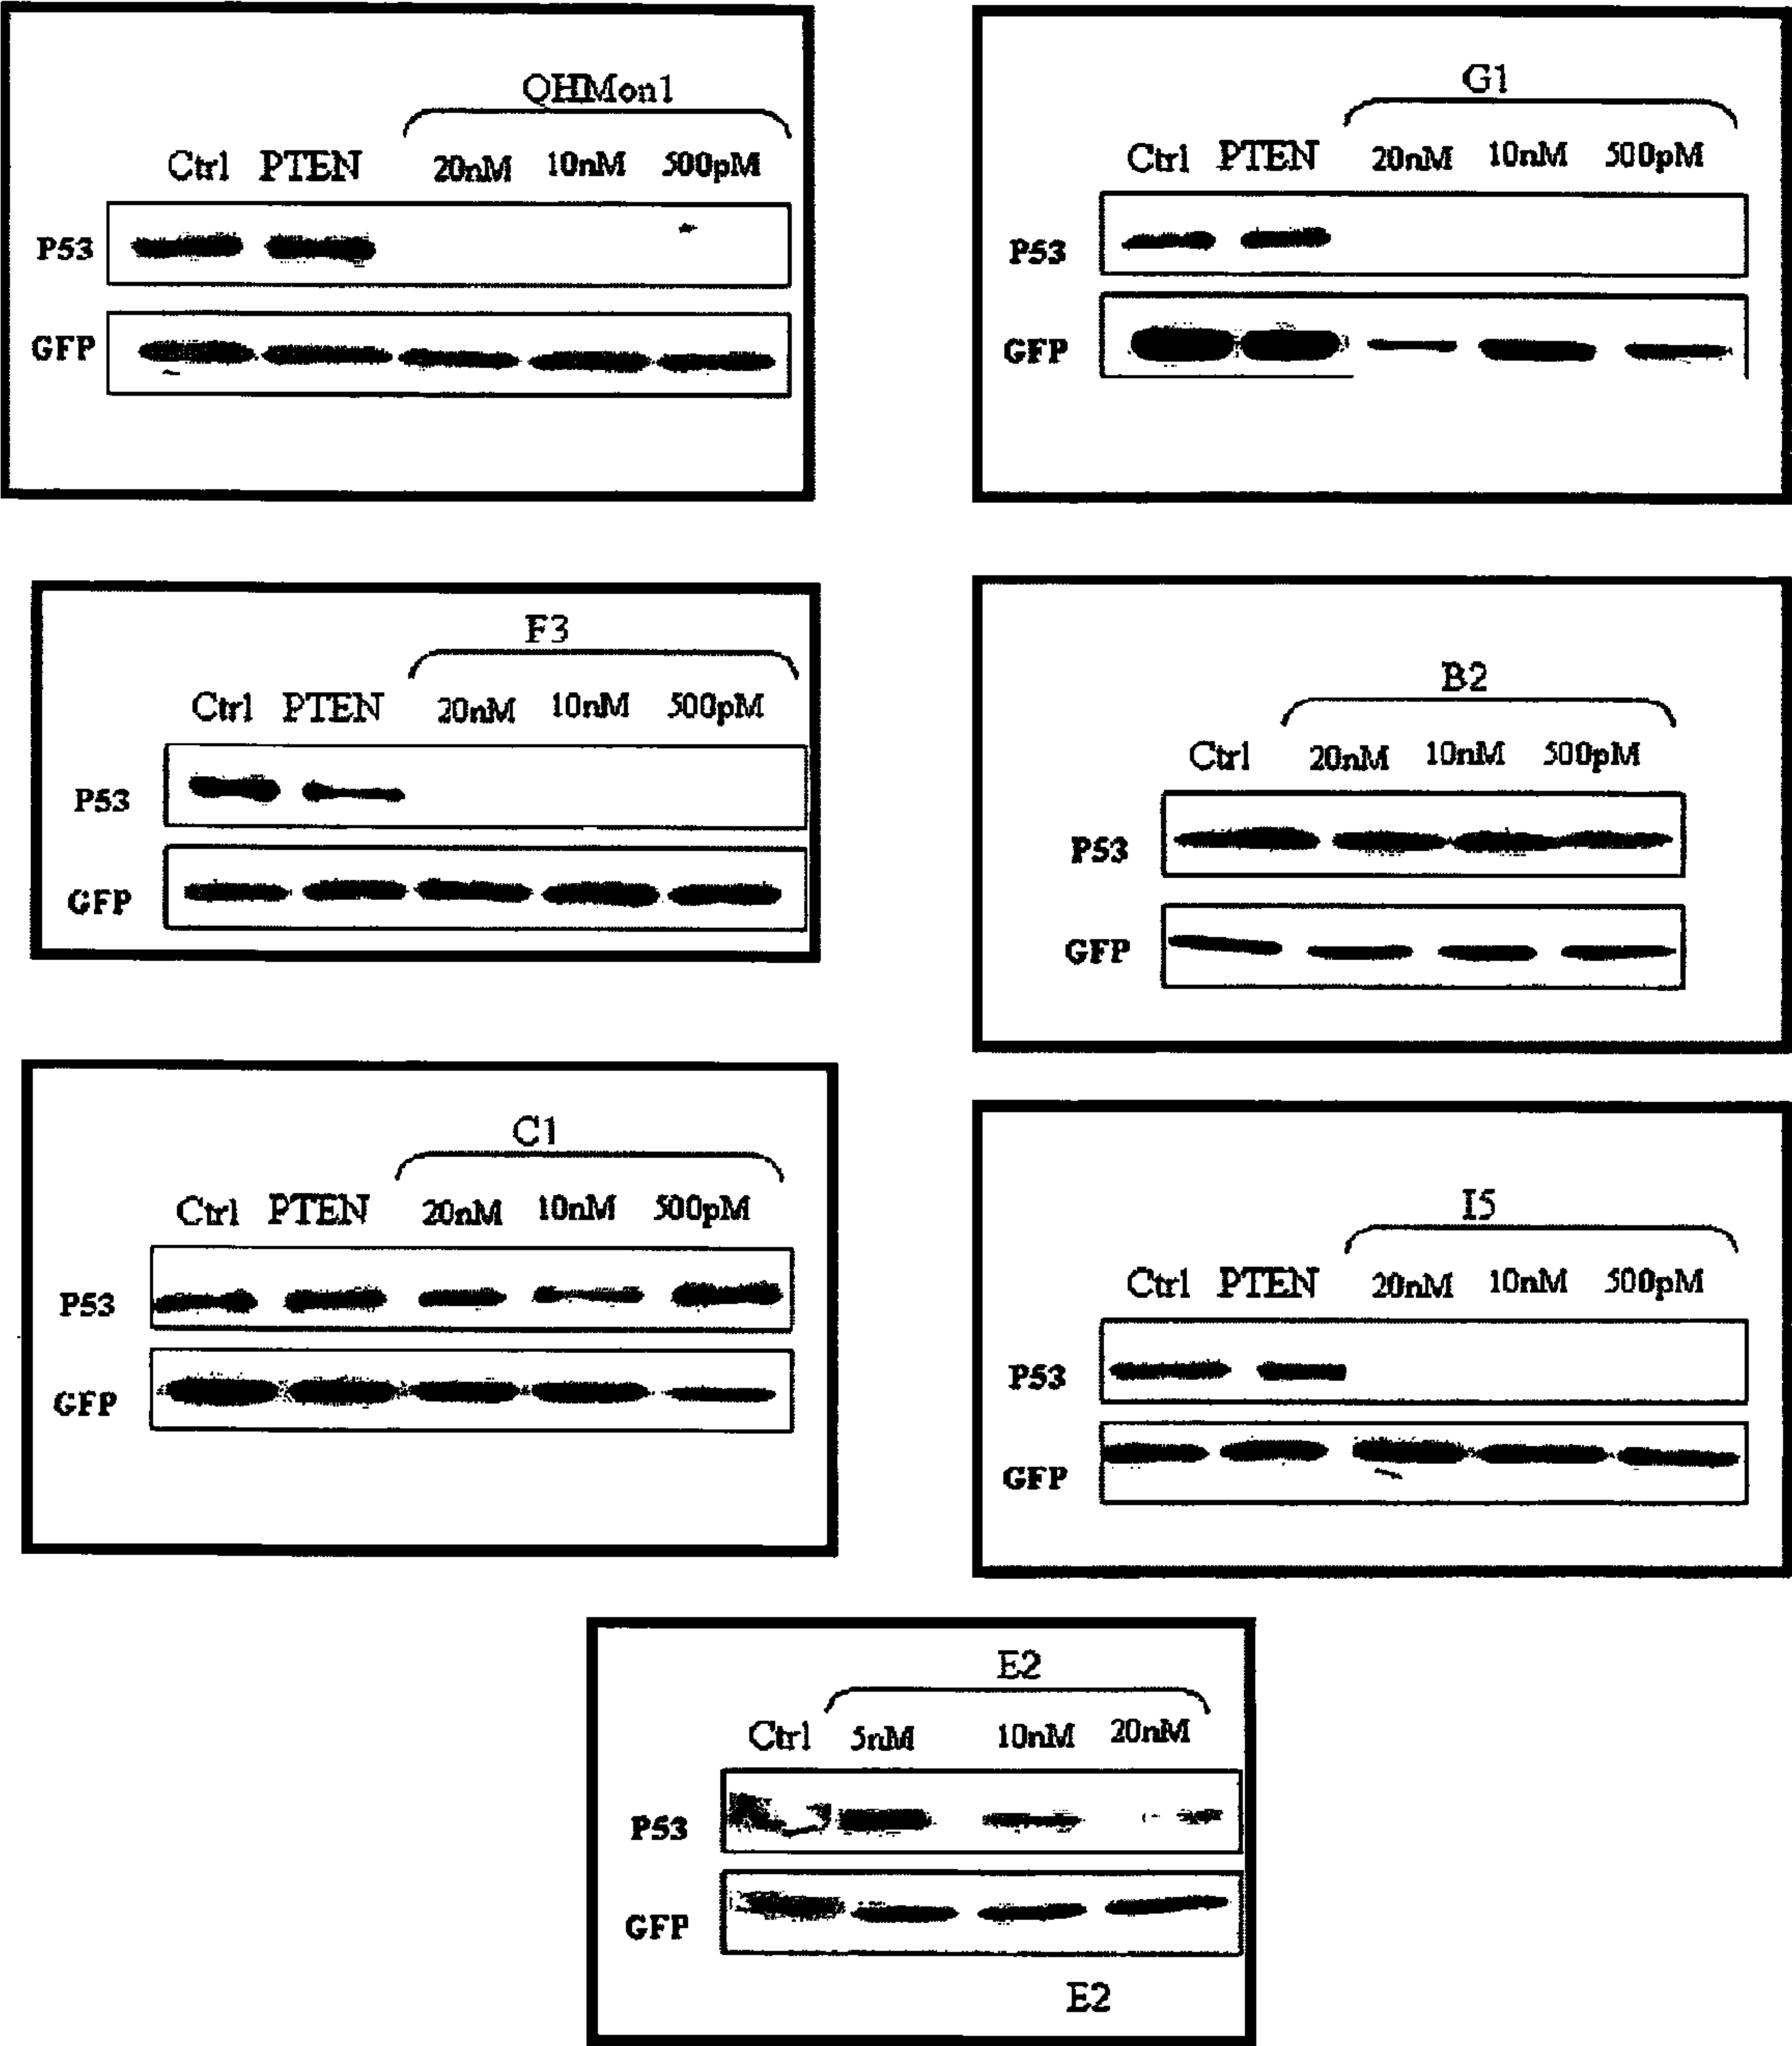 QHMon1
Ctrl PTEN 20nM 10nM 500pM
P53
GFP
G1
Ctrl PTEN 20nM 10nM 500pM
P53
GFP
F3
Ctrl PTEN 20nM 10nM 500pM
P53
GFP
B2
Ctrl 20nM 10nM 500pM
P53
GFP
C1
Ctrl PTEN 20nM 10nM 500pM
P53
GFP
I5
Ctrl PTEN 20nM 10nM 500pM
P53
GFP
E2
Ctrl 5nM 10nM 20nM
P53
GFP
E2